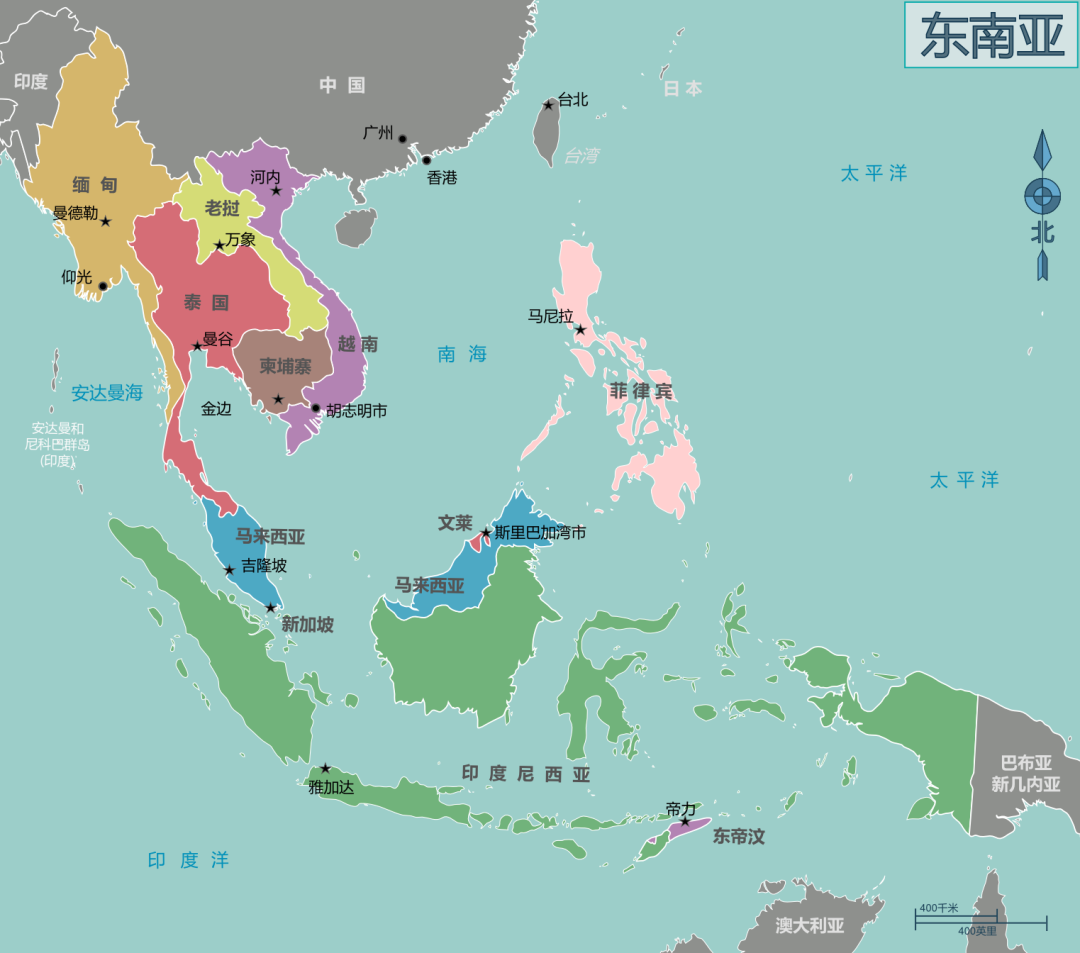 东南亚
印度
中国
日本
台北
台湾
广州
香港
太平洋
北
缅甸
曼德勒
仰光
河内
老挝
万象
泰国
曼谷
越南
柬埔寨
金边
胡志明市
南海
马尼拉
菲律宾
安达曼海
安达曼和
尼科巴群岛
(印度)
太平洋
文莱
斯里巴加湾市
马来西亚
吉隆坡
马来西亚
新加坡
印度尼西亚
雅加达
帝力
东帝汶
巴布亚
新几内亚
印度洋
澳大利亚
400千米
400英里